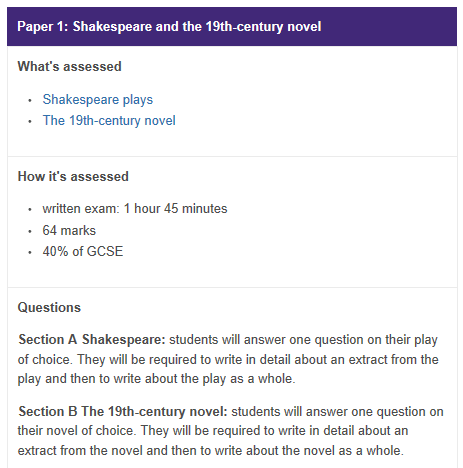 Paper 1: Shakespeare and the 19th-century novel
What's assessed
• Shakespeare plays
• The 19th-century novel
How it's assessed
• written exam: 1 hour 45 minutes
• 64 marks
• 40% of GCSE
Questions
Section A Shakespeare: students will answer one question on their play
of choice. They will be required to write in detail about an extract from the
play and then to write about the play as a whole.
Section B The 19th-century novel: students will answer one question on
their novel of choice. They will be required to write in detail about an
extract from the novel and then to write about the novel as a whole.